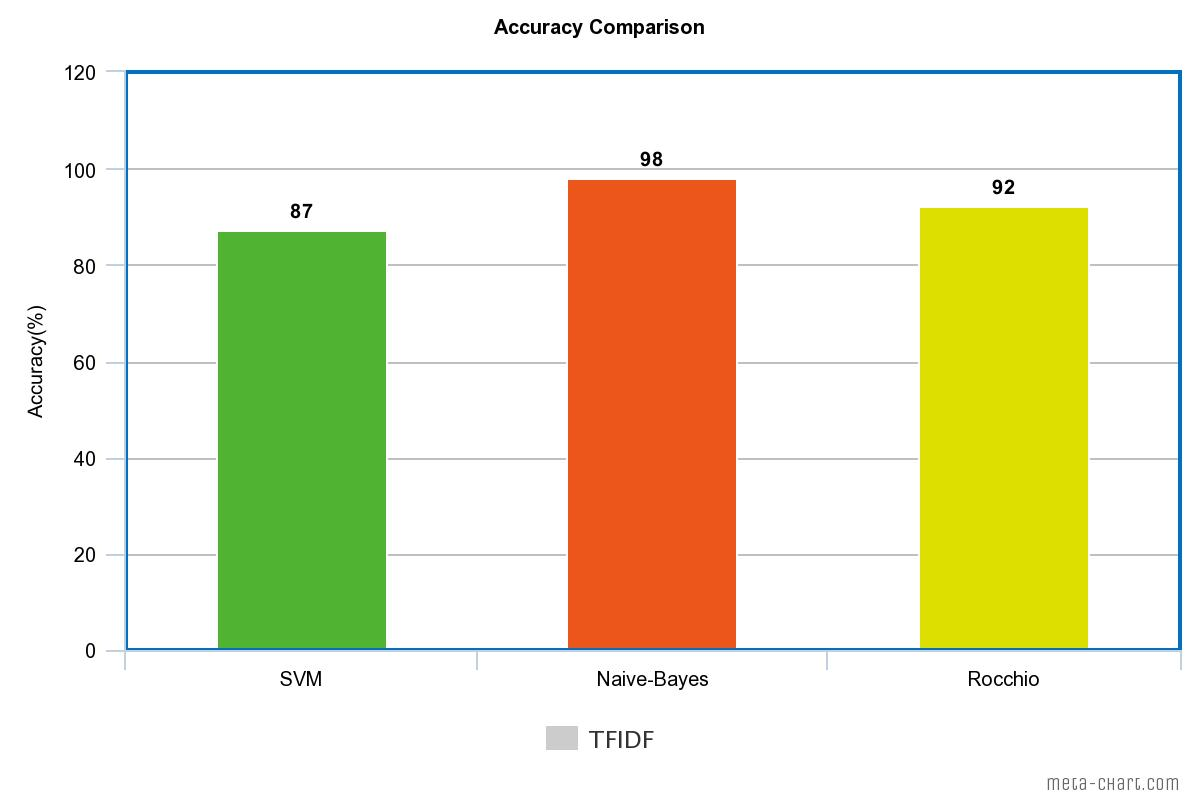 Accuracy Comparison
120
100
80
60
40
20
0
Accuracy(%)
87
98
92
SVM
Naive-Bayes
Rocchio
TFIDF
meta-chart.com